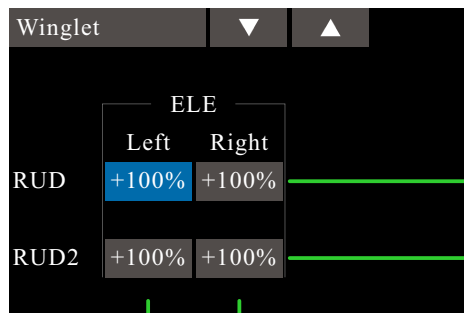 Winglet ▼ ▲
ELE
Left Right
RUD +100% +100%
RUD2 +100% +100%